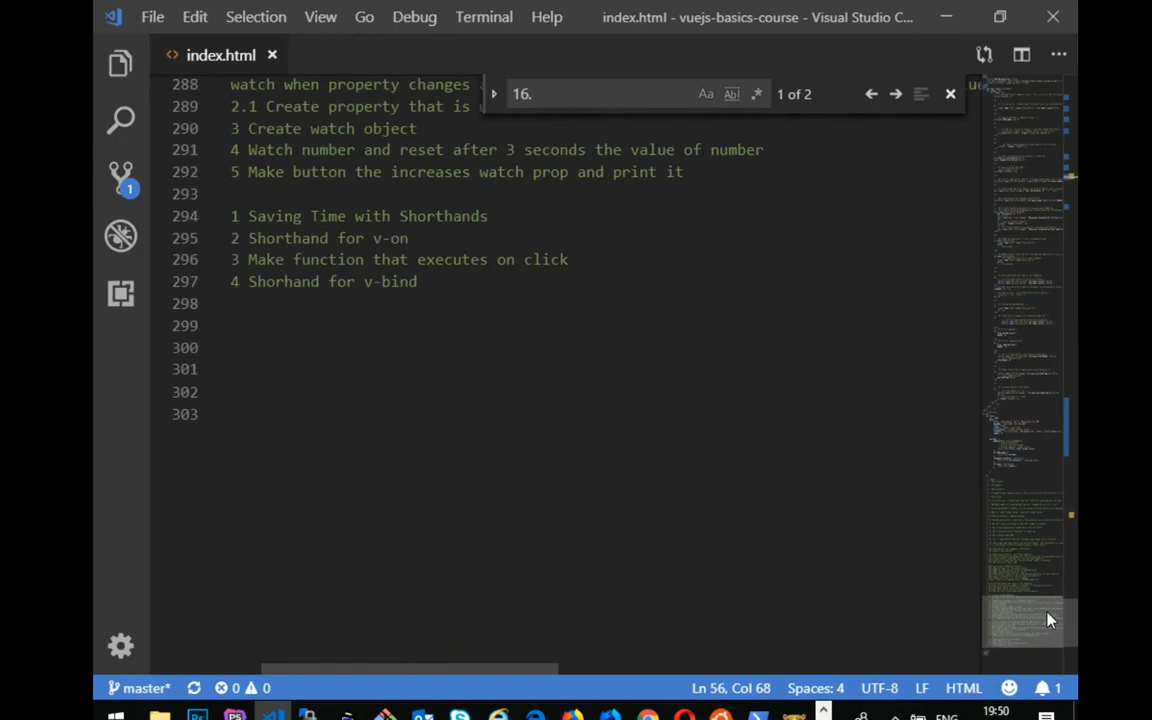 File Edit Selection View Go Debug Terminal Help index.html - vuejs-basics-course - Visual Studio C...
index.html
16. Aa Abl .* 1 of 2
288 watch when property changes
289 2.1 Create property that is
290 3 Create watch object
291 4 Watch number and reset after 3 seconds the value of number
292 5 Make button the increases watch prop and print it
293
294 1 Saving Time with Shorthands
295 2 Shorthand for v-on
296 3 Make function that executes on click
297 4 Shorhand for v-bind
298
299
300
301
302
303
1
master* 0 0 Ln 56, Col 68 Spaces: 4 UTF-8 LF HTML 1
19:50